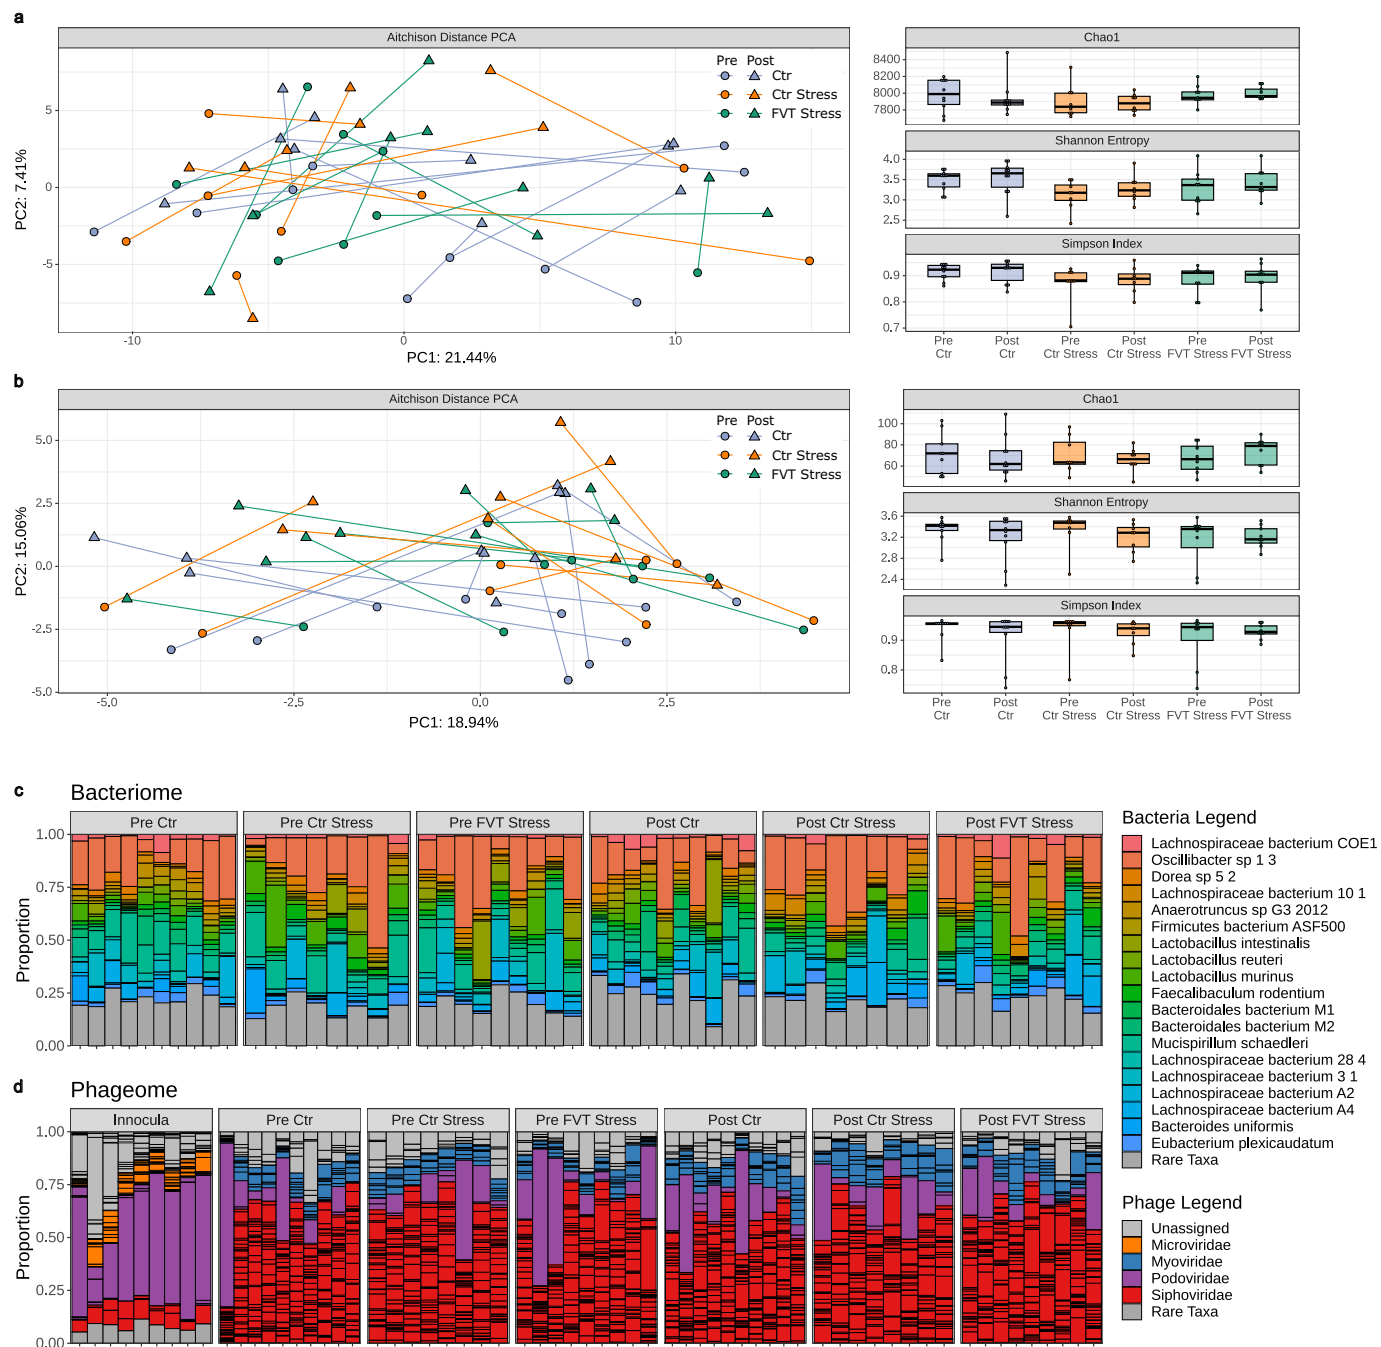 a
Aitchison Distance PCA
Pre Post
Ctr
Ctr Stress
FVT Stress
5
0
-5
PC2: 7.41%
-10
0
10
PC1: 21.44%
Chao1
8400
8200
8000
7800
Shannon Entropy
4.0
3.5
3.0
2.5
Simpson Index
0.9
0.8
0.7
Pre
Ctr
Post
Ctr
Pre
Ctr Stress
Post
Ctr Stress
Pre
FVT Stress
Post
FVT Stress
b
Aitchison Distance PCA
Pre Post
Ctr
Ctr Stress
FVT Stress
5.0
2.5
0.0
-2.5
-5.0
PC2: 15.06%
-5.0
-2.5
0.0
2.5
PC1: 18.94%
Chao1
100
80
60
Shannon Entropy
3.6
3.2
2.8
2.4
Simpson Index
0.9
0.8
Pre
Ctr
Post
Ctr
Pre
Ctr Stress
Post
Ctr Stress
Pre
FVT Stress
Post
FVT Stress
c
Bacteriome
Pre Ctr
Pre Ctr Stress
Pre FVT Stress
Post Ctr
Post Ctr Stress
Post FVT Stress
1.00
0.75
0.50
0.25
0.00
Proportion
Bacteria Legend
Lachnospiraceae bacterium COE1
Oscillibacter sp 1 3
Dorea sp 5 2
Lachnospiraceae bacterium 10 1
Anaerotruncus sp G3 2012
Firmicutes bacterium ASF500
Lactobacillus intestinalis
Lactobacillus reuteri
Lactobacillus murinus
Faecalibaculum rodentium
Bacteroidales bacterium M1
Bacteroidales bacterium M2
Mucispirillum schaedleri
Lachnospiraceae bacterium 28 4
Lachnospiraceae bacterium 3 1
Lachnospiraceae bacterium A2
Lachnospiraceae bacterium A4
Bacteroides uniformis
Eubacterium plexicaudatum
Rare Taxa
d
Phageome
Innocula
Pre Ctr
Pre Ctr Stress
Pre FVT Stress
Post Ctr
Post Ctr Stress
Post FVT Stress
1.00
0.75
0.50
0.25
0.00
Proportion
Phage Legend
Unassigned
Microviridae
Myoviridae
Podoviridae
Siphoviridae
Rare Taxa